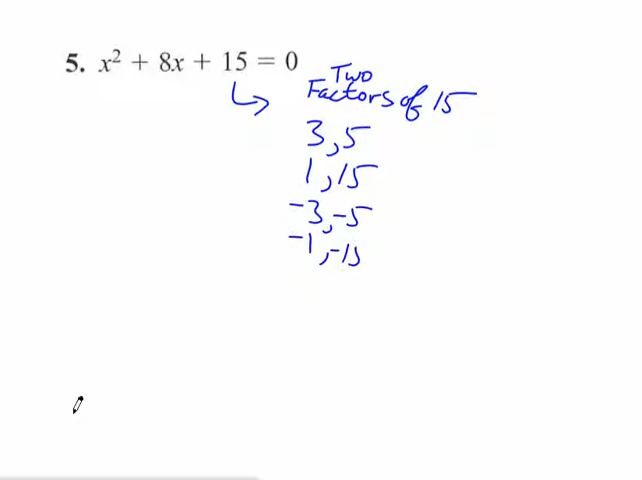 5. x² + 8x + 15 = 0
Two
Factors of 15
3, 5
1, 15
-3, -5
-1, -15